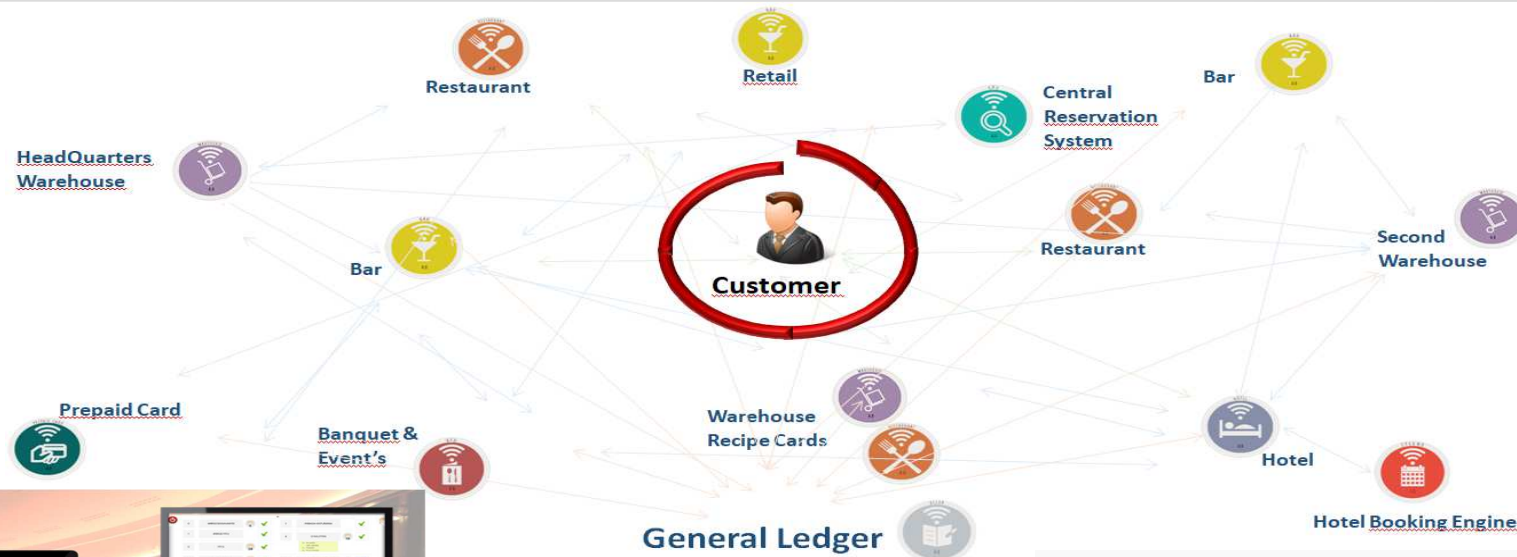 Restaurant
Retail
Bar
Central
Reservation
System
HeadQuarters
Warehouse
Restaurant
Second
Warehouse
Bar
Customer
Prepaid Card
Banquet &
Event's
Warehouse
Recipe Cards
Hotel
Hotel Booking Engine
General Ledger